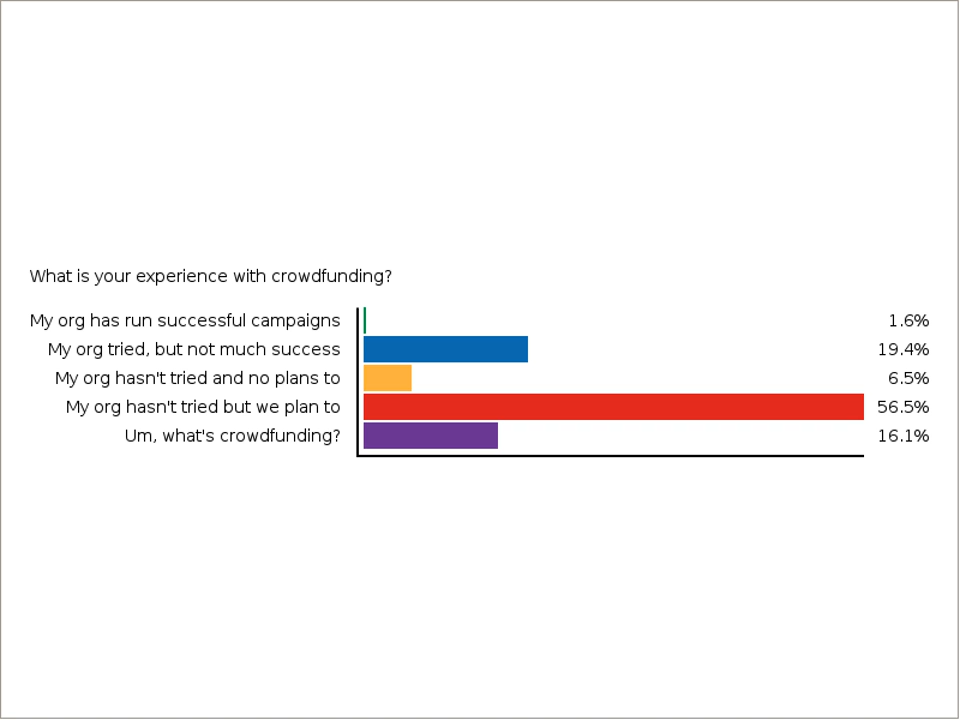 What is your experience with crowdfunding?
My org has run successful campaigns 1.6%
My org tried, but not much success 19.4%
My org hasn't tried and no plans to 6.5%
My org hasn't tried but we plan to 56.5%
Um, what's crowdfunding? 16.1%